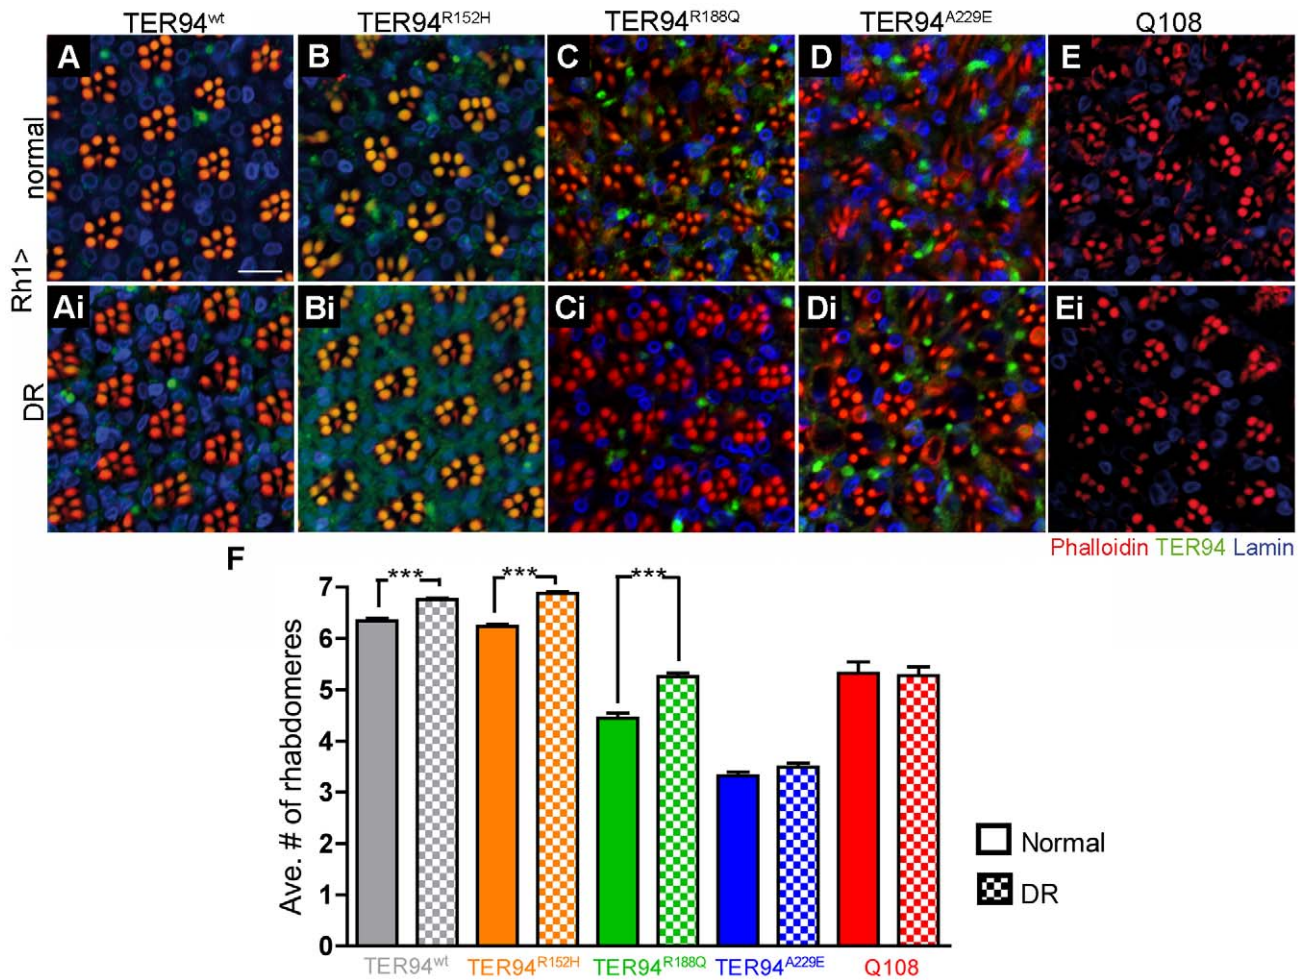 TER94wt TER94R152H TER94R188Q TER94A229E Q108
A B C D E
normal
Rh1>
Ai Bi Ci Di Ei
DR
Phalloidin TER94 Lamin
F
*** *** ***
7
6
5
4
3
2
1
0
Ave. # of rhabdomeres
Normal
DR
TER94wt TER94R152H TER94R188Q TER94A229E Q108